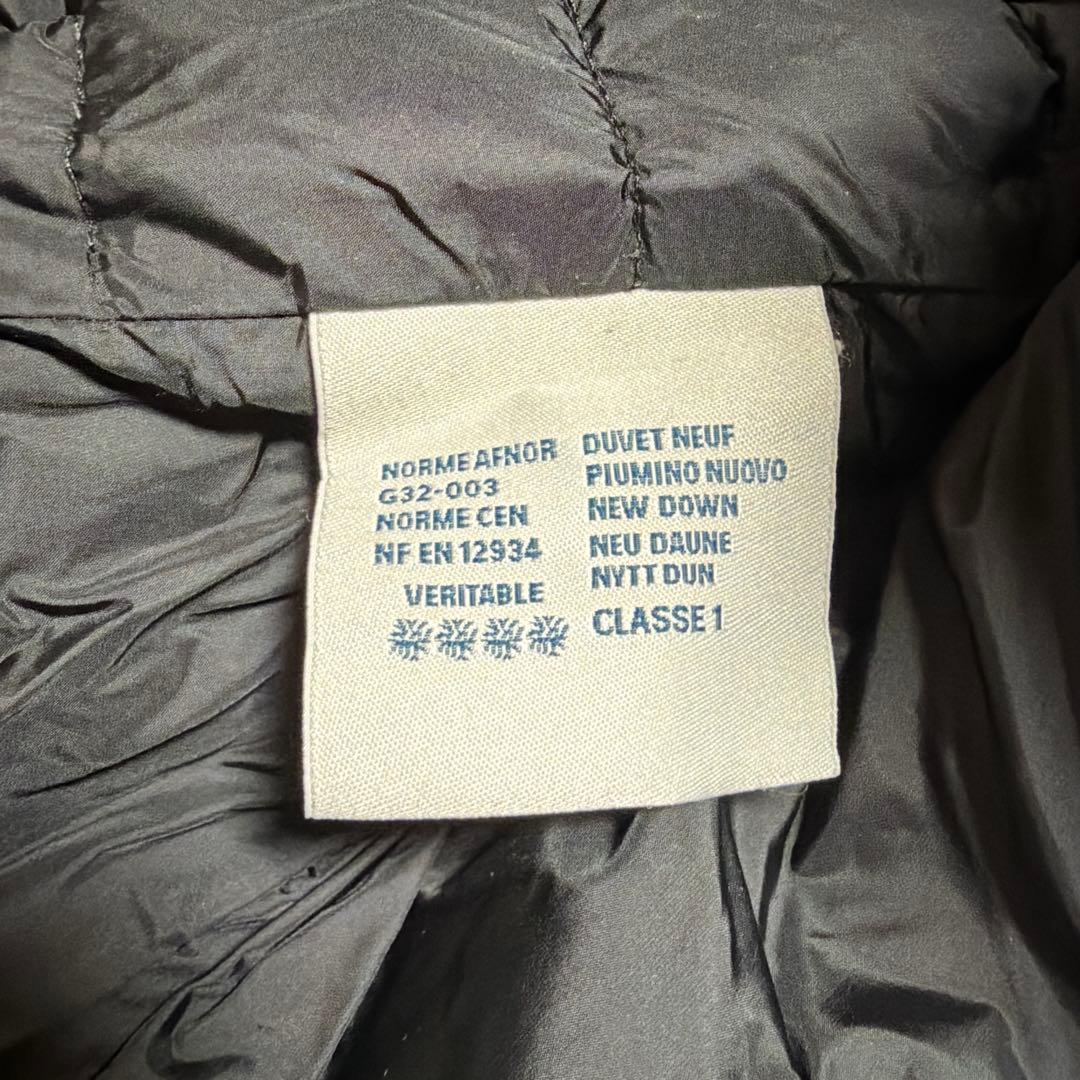 NORME AFNOR
G32-003
NORME CEN
NF EN 12934
VERITABLE
DUVET NEUF
PIUMINO NUOVO
NEW DOWN
NEU DAUNE
NYTT DUN
CLASSE 1